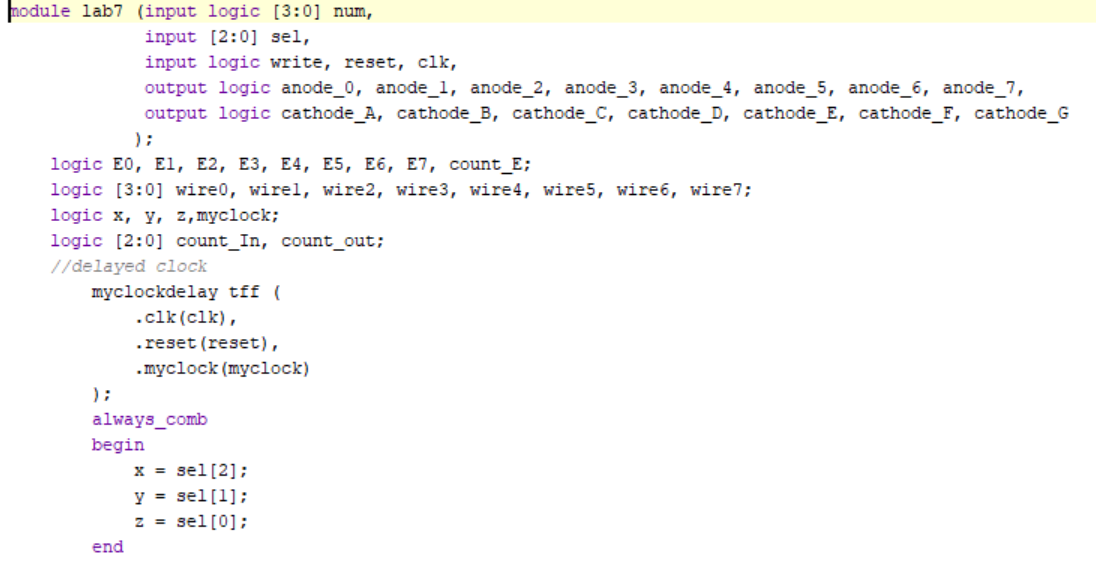 module lab7 (input logic [3:0] num,
input [2:0] sel,
input logic write, reset, clk,
output logic anode_0, anode_1, anode_2, anode_3, anode_4, anode_5, anode_6, anode_7,
output logic cathode_A, cathode_B, cathode_C, cathode_D, cathode_E, cathode_F, cathode_G
);
logic E0, E1, E2, E3, E4, E5, E6, E7, count_E;
logic [3:0] wire0, wire1, wire2, wire3, wire4, wire5, wire6, wire7;
logic x, y, z,myclock;
logic [2:0] count_In, count_out;
//delayed clock
myclockdelay tff (
.clk(clk),
.reset(reset),
.myclock(myclock)
);
always_comb
begin
x = sel[2];
y = sel[1];
z = sel[0];
end